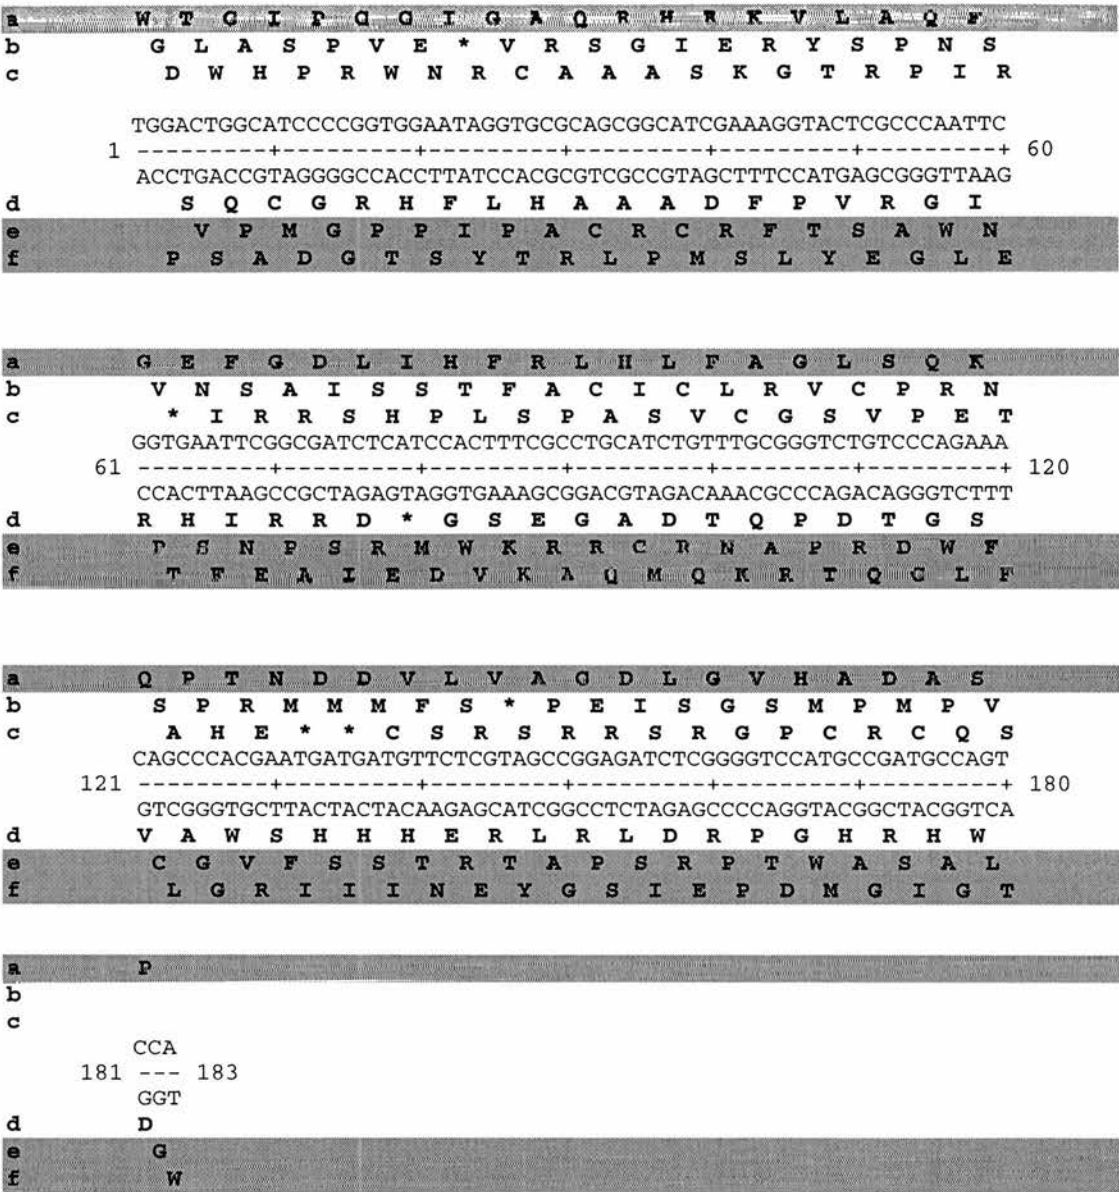 a W T G I P G G I G A Q R H R K V L A Q F
b G L A S P V E * V R S G I E R Y S P N S
c D W H P R W N R C A A A S K G T R P I R
TGGACTGGCATCCCCGGTGGAATAGGTGCGCAGCGGCATCGAAAGGTACTCGCCCAATTC
1 ---------+---------+---------+---------+---------+---------+ 60
ACCTGACCGTAGGGGCCACCTTATCCACGCGTCGCCGTAGCTTTCCATGAGCGGGTTAAG
d S Q C G R H F L H A A A D F P V R G I
e V P M G P P I P A C R C R F T S A W N
f P S A D G T S Y T R L P M S L Y E G L E
a G E F G D L I H F R L H L F A G L S Q K
b V N S A I S S T F A C I C L R V C P R N
c * I R R S H P L S P A S V C G S V P E T
GGTGAATTCGGCGATCTCATCCACTTTCGCCTGCATCTGTTTGCGGGTCTGTCCCAGAAA
61 ---------+---------+---------+---------+---------+---------+ 120
CCACTTAAGCCGCTAGAGTAGGTGAAAGCGGACGTAGACAAACGCCCAGACAGGGTCTTT
d R H I R R D * G S E G A D T Q P D T G S
e P S N P S R M W K R R C R N A P R D W F
f T F E A I E D V K A Q M Q K R T Q G L F
a Q P T N D D V L V A G D L G V H A D A S
b S P R M M M F S * P E I S G S M P M P V
c A H E * * C S R S R R S R G P C R C Q S
CAGCCCACGAATGATGATGTTCTCGTAGCCGGAGATCTCGGGGTCCATGCCGATGCCAGT
121 ---------+---------+---------+---------+---------+---------+ 180
GTCGGGTGCTTACTACTACAAGAGCATCGGCCTCTAGAGCCCCAGGTACGGCTACGGTCA
d V A W S H H H E R L R L D R P G H R H W
e C G V F S S T R T A P S R P T W A S A L
f L G R I I I N E Y G S I E P D M G I G T
a P
b
c
CCA
181 --- 183
GGT
d D
e G
f W